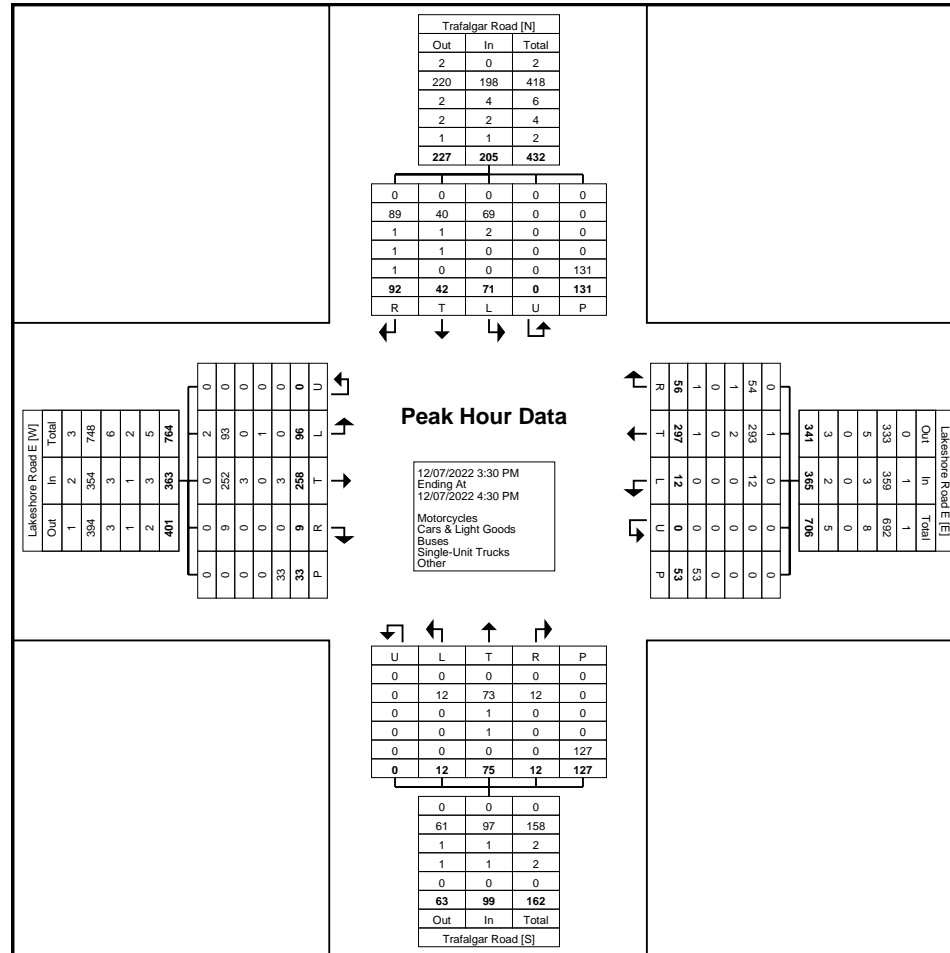 Trafalgar Road [N]
Out In Total
2 0 2
220 198 418
2 4 6
2 2 4
1 1 2
227 205 432
0 0 0 0 0
89 40 69 0 0
1 1 2 0 0
1 1 0 0 0
1 0 0 0 131
92 42 71 0 131
R T L U P
Lakeshore Road E [W]
Out In Total
1 2 3
394 354 748
3 3 6
1 1 2
2 3 5
401 363 764
0 0 0 2 0
0 9 252 93 0
0 0 3 0 0
0 0 0 1 0
33 0 3 0 0
33 9 258 96 0
P R T L U
Peak Hour Data
12/07/2022 3:30 PM
Ending At
12/07/2022 4:30 PM
Motorcycles
Cars & Light Goods
Buses
Single-Unit Trucks
Other
Lakeshore Road E [E]
Out In Total
0 1 1
333 359 692
5 3 8
0 0 0
3 2 5
341 365 706
0 1 0 0 0
54 293 12 0 0
1 2 0 0 0
0 0 0 0 0
1 1 0 0 53
56 297 12 0 53
R T L U P
U L T R P
0 0 0 0 0
0 12 73 12 0
0 0 1 0 0
0 0 1 0 0
0 0 0 0 127
0 12 75 12 127
0 0 0
61 97 158
1 1 2
1 1 2
0 0 0
63 99 162
Out In Total
Trafalgar Road [S]